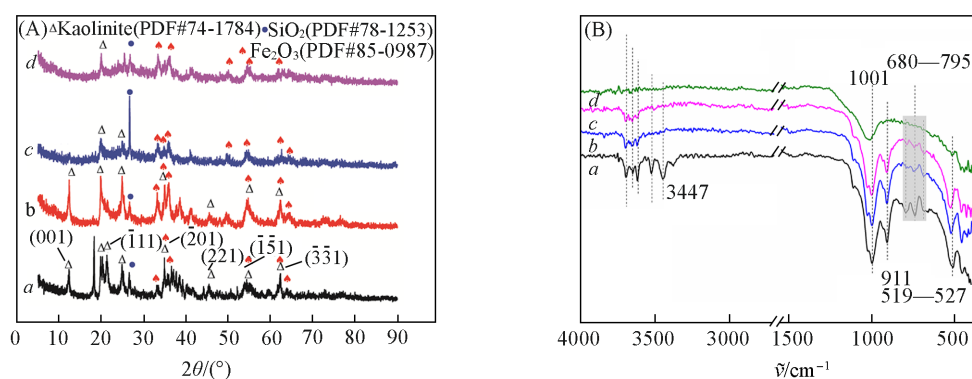 (A) ΔKaolinite(PDF#74-1784) •SiO₂(PDF#78-1253)
♠Fe₂O₃(PDF#85-0987)
d
c
b
a
(001)
(1̄11)
(2̄01)
(221)
(1̄5̄1)
(3̄3̄1)
0 10 20 30 40 50 60 70 80 90
2θ/(°)
(B)
1001
680—795
d
c
b
a
3447
911
519—527
4000 3500 3000 1500 1000 500
ṽ/cm⁻¹